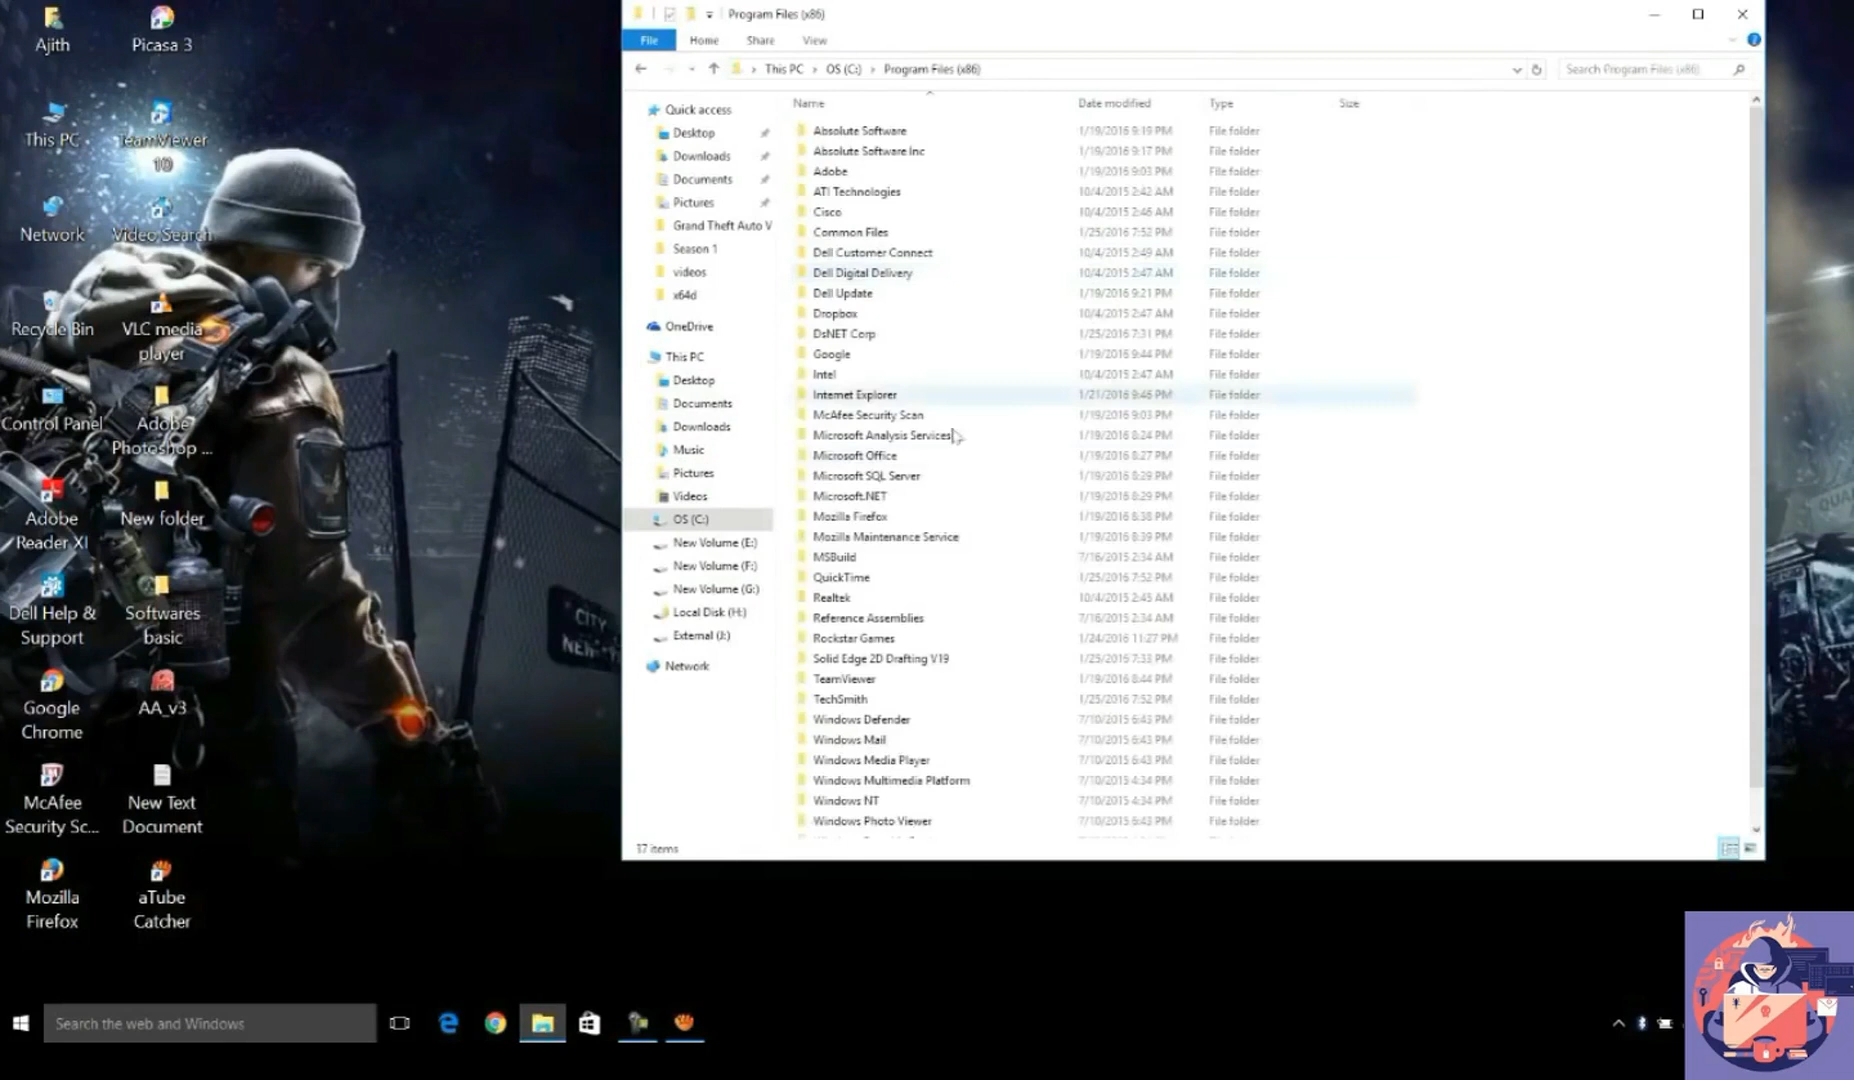 Ajith
Picasa 3
This PC
TeamViewer
10
Network
Video Search
Recycle Bin
VLC media
player
Control Panel
Adobe
Photoshop ...
Adobe
Reader XI
New folder
Dell Help &
Support
Softwares
basic
Google
Chrome
AA_v3
McAfee
Security Sc...
New Text
Document
Mozilla
Firefox
aTube
Catcher
CITY
Program Files (x86)
File Home Share View
This PC > OS (C:) > Program Files (x86)
Search Program Files (x86)
Quick access
Desktop
Downloads
Documents
Pictures
Grand Theft Auto V
Season 1
videos
x64d
OneDrive
This PC
Desktop
Documents
Downloads
Music
Pictures
Videos
OS (C:)
New Volume (E:)
New Volume (F:)
New Volume (G:)
Local Disk (H:)
External (J:)
Network
Name Date modified Type Size
Absolute Software 1/19/2016 9:19 PM File folder
Absolute Software Inc 1/19/2016 9:17 PM File folder
Adobe 1/19/2016 9:03 PM File folder
ATI Technologies 10/4/2015 2:42 AM File folder
Cisco 10/4/2015 2:46 AM File folder
Common Files 1/25/2016 7:52 PM File folder
Dell Customer Connect 10/4/2015 2:49 AM File folder
Dell Digital Delivery 10/4/2015 2:47 AM File folder
Dell Update 1/19/2016 9:21 PM File folder
Dropbox 10/4/2015 2:47 AM File folder
DsNET Corp 1/25/2016 7:31 PM File folder
Google 1/19/2016 9:44 PM File folder
Intel 10/4/2015 2:47 AM File folder
Internet Explorer 1/21/2016 9:46 PM File folder
McAfee Security Scan 1/19/2016 9:03 PM File folder
Microsoft Analysis Services 1/19/2016 8:24 PM File folder
Microsoft Office 1/19/2016 8:27 PM File folder
Microsoft SQL Server 1/19/2016 8:29 PM File folder
Microsoft.NET 1/19/2016 8:29 PM File folder
Mozilla Firefox 1/19/2016 8:38 PM File folder
Mozilla Maintenance Service 1/19/2016 8:39 PM File folder
MSBuild 7/16/2015 2:34 AM File folder
QuickTime 1/25/2016 7:52 PM File folder
Realtek 10/4/2015 2:45 AM File folder
Reference Assemblies 7/16/2015 2:34 AM File folder
Rockstar Games 1/24/2016 11:27 PM File folder
Solid Edge 2D Drafting V19 1/25/2016 7:33 PM File folder
TeamViewer 1/19/2016 8:44 PM File folder
TechSmith 1/25/2016 7:52 PM File folder
Windows Defender 7/10/2015 6:43 PM File folder
Windows Mail 7/10/2015 6:43 PM File folder
Windows Media Player 7/10/2015 6:43 PM File folder
Windows Multimedia Platform 7/10/2015 4:34 PM File folder
Windows NT 7/10/2015 4:34 PM File folder
Windows Photo Viewer 7/10/2015 6:43 PM File folder
Search the web and Windows